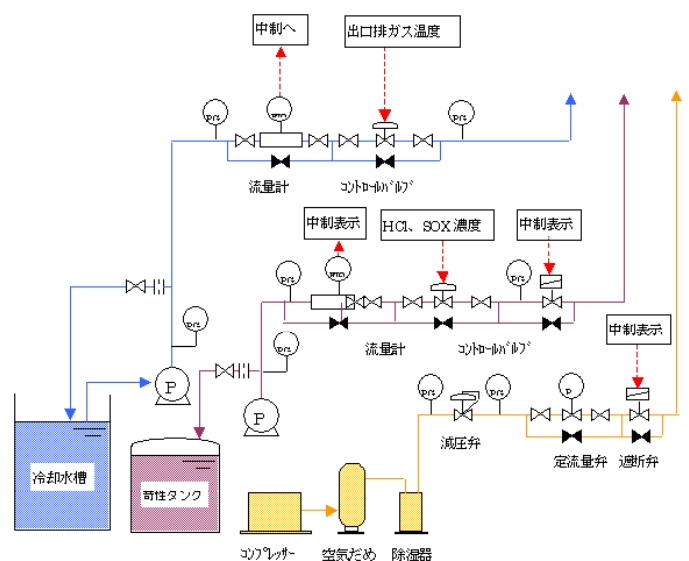 中制へ
出口排ガス温度
流量計
ｺﾝﾄﾛｰﾙﾊﾞﾙﾌﾞ
中制表示
HCl、SOX 濃度
中制表示
流量計
ｺﾝﾄﾛｰﾙﾊﾞﾙﾌﾞ
中制表示
P
P
P
減圧弁
定流量弁
遮断弁
冷却水槽
苛性タンク
ｺﾝﾌﾟﾚｯｻｰ
空気だめ
除湿器